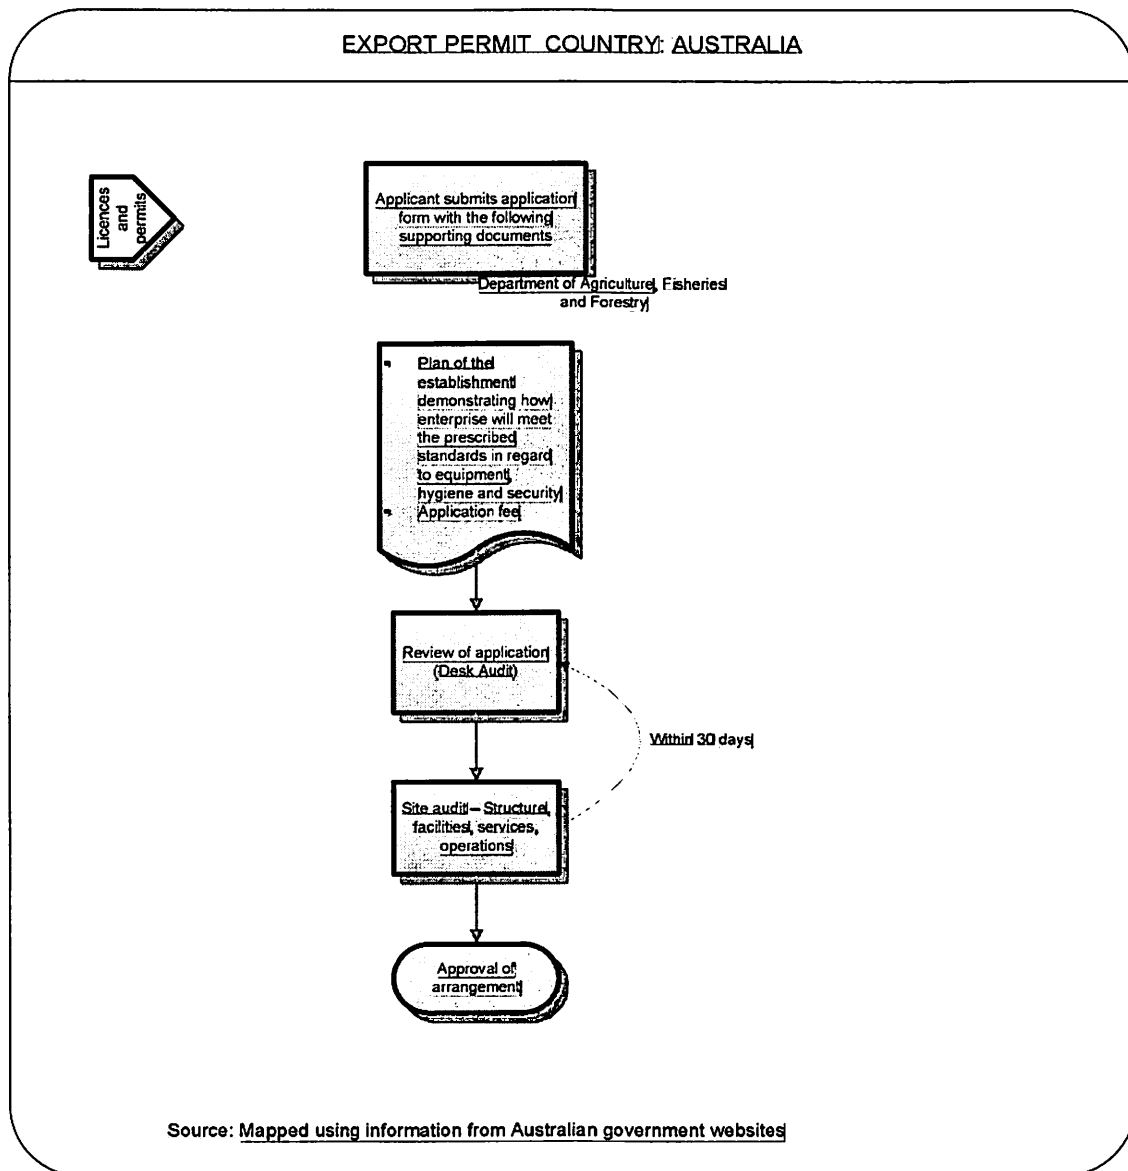 EXPORT PERMIT COUNTRY: AUSTRALIA
Licences
and
permits
Applicant submits application
form with the following
supporting documents
Department of Agriculture, Fisheries
and Forestry
Plan of the
establishment
demonstrating how
enterprise will meet
the prescribed
standards in regard
to equipment,
hygiene and security
Application fee
Review of application
(Desk Audit)
Within 30 days
Site audit – Structure,
facilities, services,
operations
Approval of
arrangement
Source: Mapped using information from Australian government websites